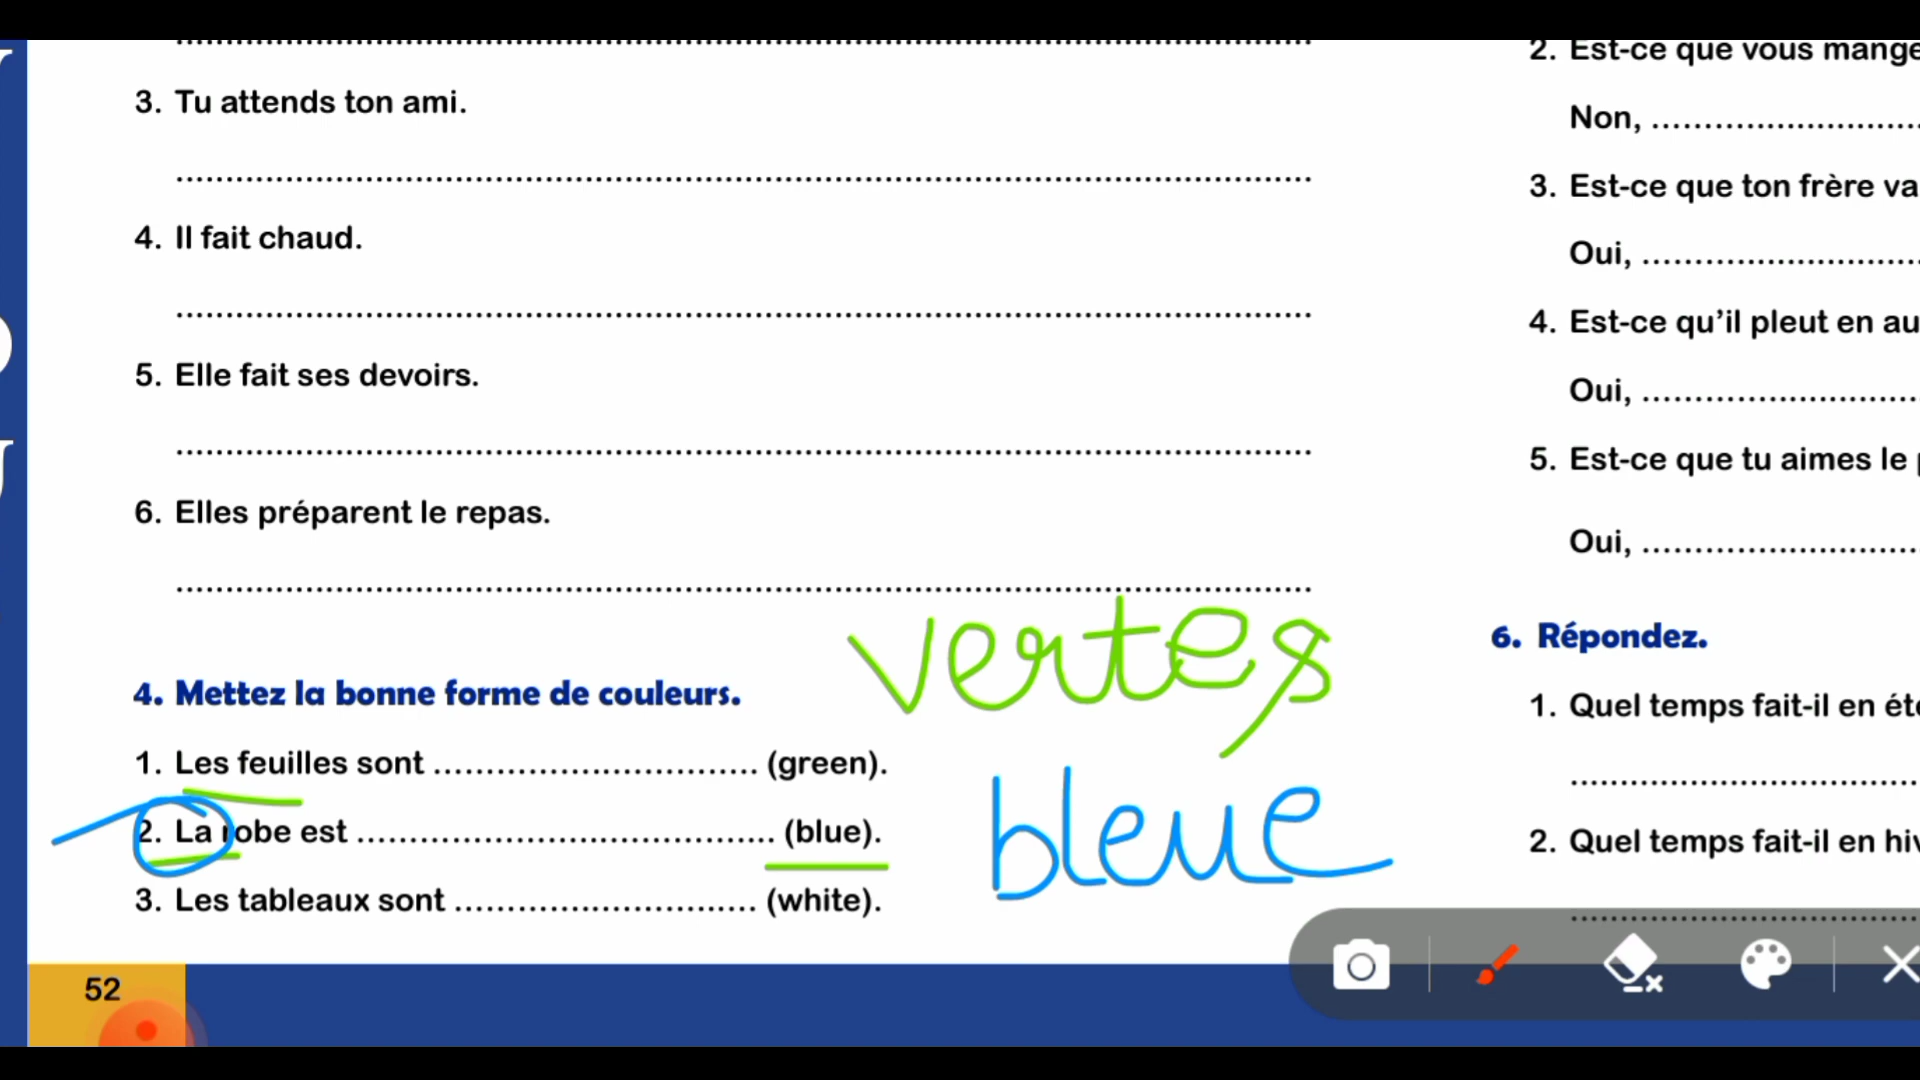 3. Tu attends ton ami.
4. Il fait chaud.
5. Elle fait ses devoirs.
6. Elles préparent le repas.
4. Mettez la bonne forme de couleurs.
vertes
1. Les feuilles sont .............................. (green).
2. La robe est ....................................... (blue).
bleue
3. Les tableaux sont ............................ (white).
52
2. Est-ce que vous mange
Non, .........................
3. Est-ce que ton frère va
Oui, ..........................
4. Est-ce qu'il pleut en au
Oui, ..........................
5. Est-ce que tu aimes le
Oui, ..........................
6. Répondez.
1. Quel temps fait-il en ét
2. Quel temps fait-il en hiv